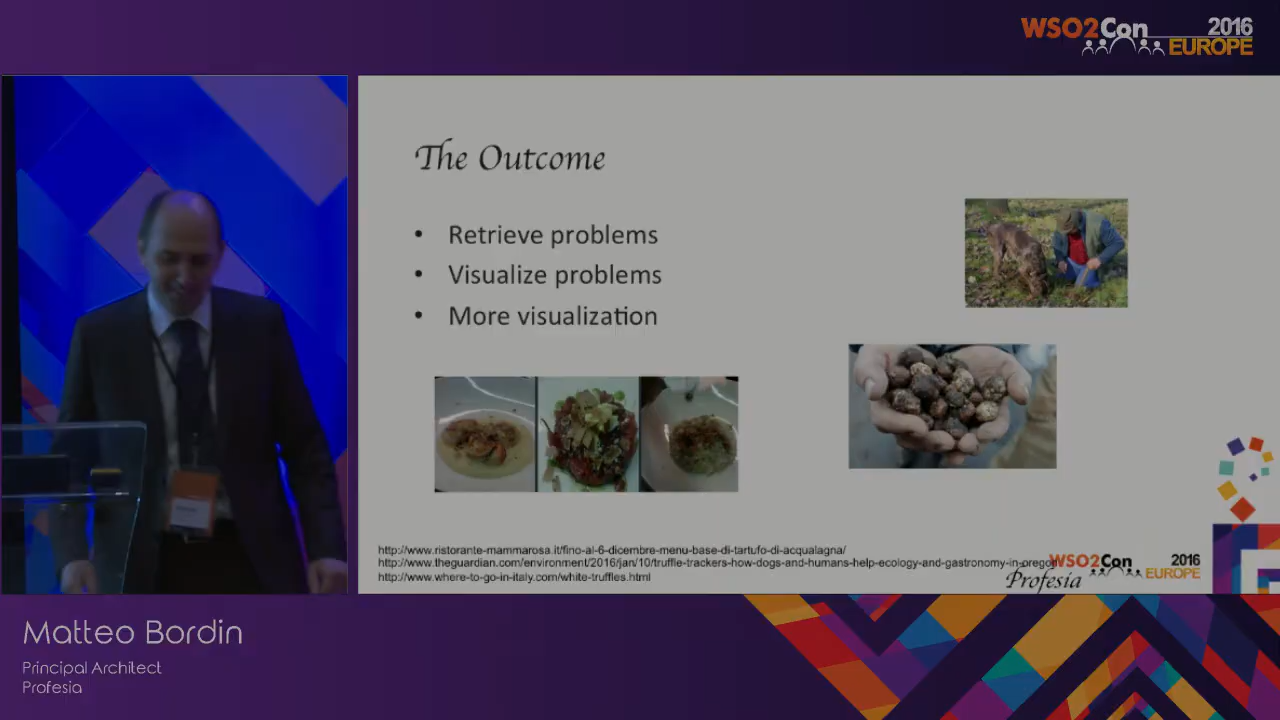 WSO2Con 2016
EUROPE
The Outcome
• Retrieve problems
• Visualize problems
• More visualization
http://www.ristorante-mammarosa.it/fino-al-6-dicembre-menu-base-di-tartufo-di-acqualagna/
http://www.theguardian.com/environment/2016/jan/10/truffle-trackers-how-dogs-and-humans-help-ecology-and-gastronomy-in-oregon
http://www.where-to-go-in-italy.com/white-truffles.html
WSO2Con 2016
EUROPE
Profesia
Matteo Bordin
Principal Architect
Profesia